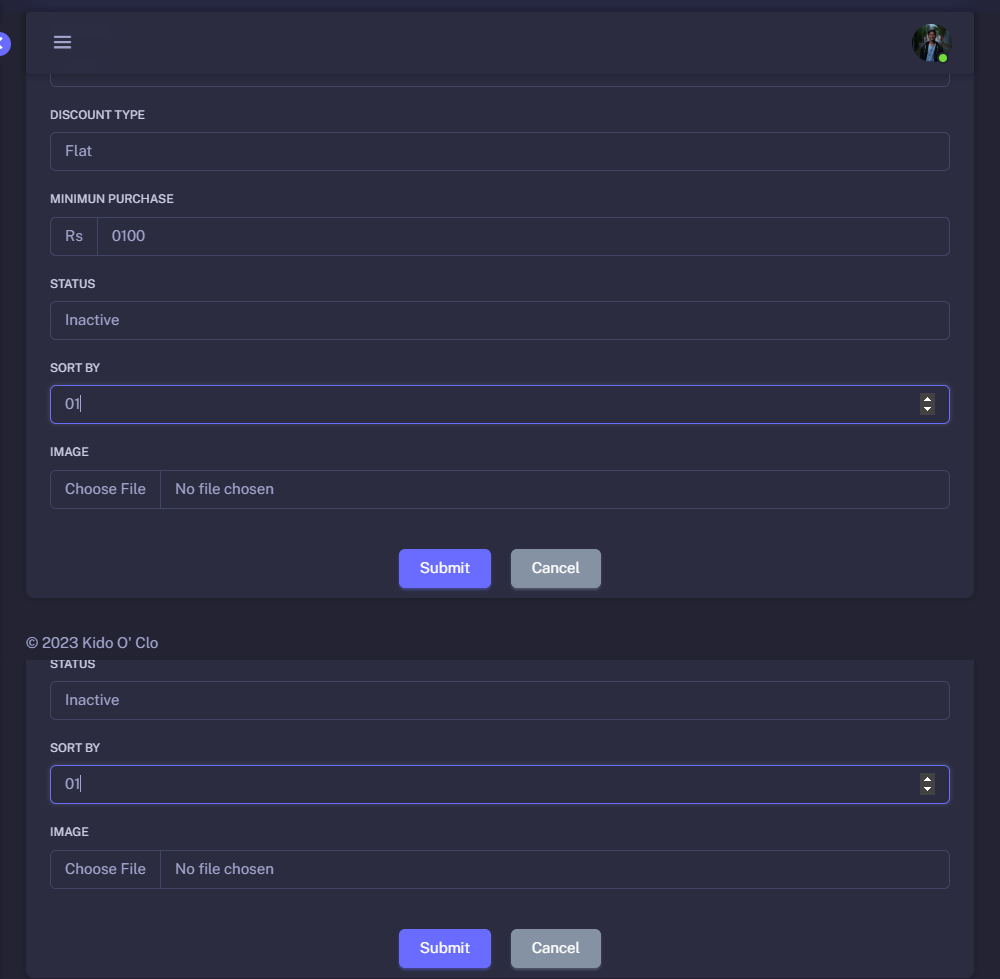 DISCOUNT TYPE
Flat
MINIMUN PURCHASE
Rs 0100
STATUS
Inactive
SORT BY
01
IMAGE
Choose File No file chosen
Submit Cancel
© 2023 Kido O' Clo
STATUS
Inactive
SORT BY
01
IMAGE
Choose File No file chosen
Submit Cancel